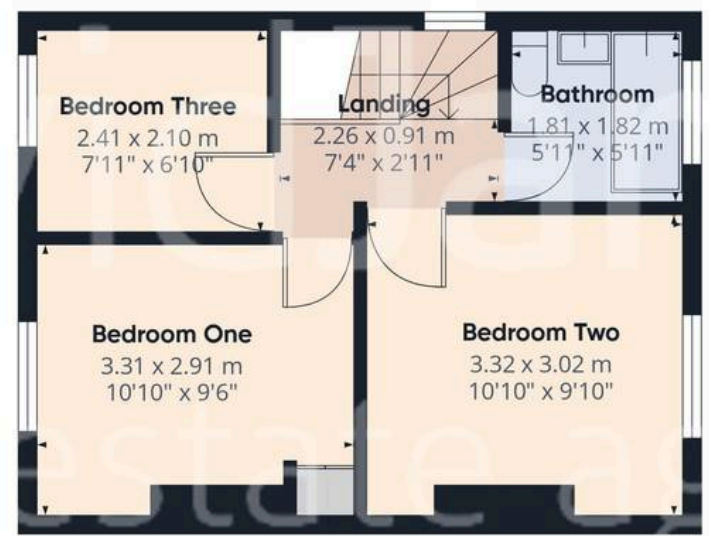 Bedroom Three
2.41 x 2.10 m
7'11" x 6'10"
Landing
2.26 x 0.91 m
7'4" x 2'11"
Bathroom
1.81 x 1.82 m
5'11" x 5'11"
Bedroom One
3.31 x 2.91 m
10'10" x 9'6"
Bedroom Two
3.32 x 3.02 m
10'10" x 9'10"
estate ag